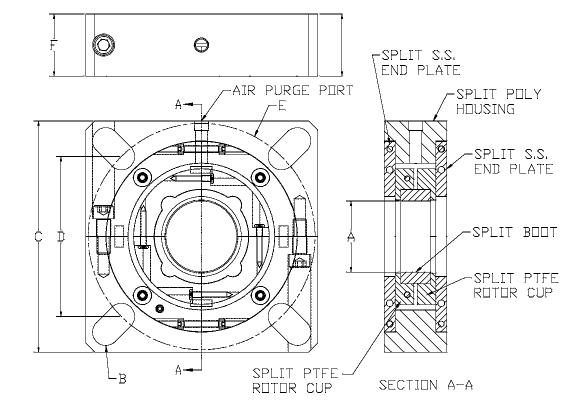 F
SPLIT S.S.
END PLATE
A
AIR PURGE PORT
E
SPLIT POLY
HOUSING
SPLIT S.S.
END PLATE
C
D
A
SPLIT BOOT
SPLIT PTFE
ROTOR CUP
B
A
SPLIT PTFE
ROTOR CUP
SECTION A-A